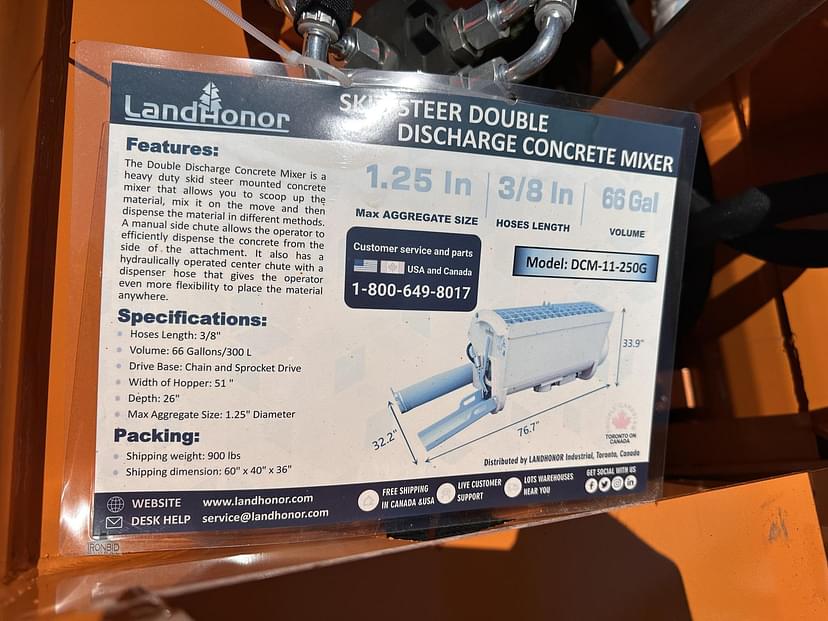 LandHonor
SKID STEER DOUBLE
DISCHARGE CONCRETE MIXER
Features:
The Double Discharge Concrete Mixer is a
heavy duty skid steer mounted concrete
mixer that allows you to scoop up the
material, mix it on the move and then
dispense the material in different methods.
A manual side chute allows the operator to
efficiently dispense the concrete from the
side of the attachment. It also has a
hydraulically operated center chute with a
dispenser hose that gives the operator
even more flexibility to place the material
anywhere.
Specifications:
Hoses Length: 3/8"
Volume: 66 Gallons/300 L
Drive Base: Chain and Sprocket Drive
Width of Hopper: 51 "
Depth: 26"
Max Aggregate Size: 1.25" Diameter
Packing:
Shipping weight: 900 lbs
Shipping dimension: 60" x 40" x 36"
1.25 In
Max AGGREGATE SIZE
3/8 In
HOSES LENGTH
66 Gal
VOLUME
Customer service and parts
USA and Canada
1-800-649-8017
Model: DCM-11-250G
33.9"
76.7"
32.2"
TORONTO ON
CANADA
Distributed by LANDHONOR Industrial, Toronto, Canada
WEBSITE www.landhonor.com
DESK HELP service@landhonor.com
FREE SHIPPING
IN CANADA &USA
LIVE CUSTOMER
SUPPORT
LOTS WAREHOUSES
NEAR YOU
GET SOCIAL WITH US
IRONBID